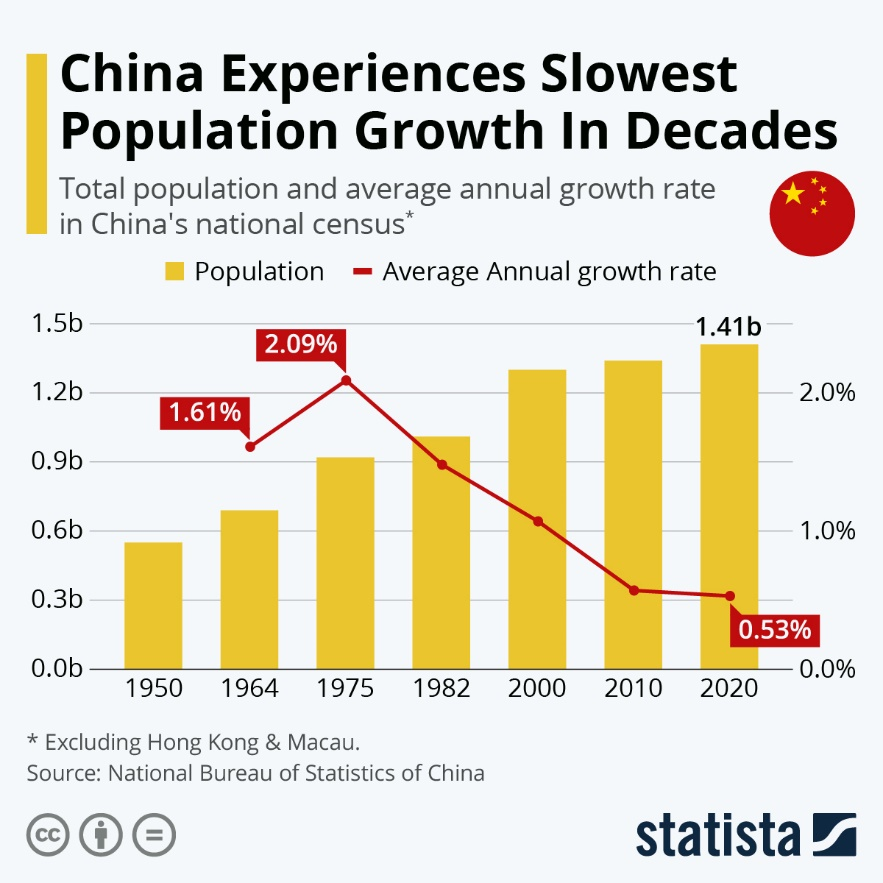 China Experiences Slowest
Population Growth In Decades
Total population and average annual growth rate
in China's national census*
Population
Average Annual growth rate
1.5b
1.41b
2.09%
1.2b
2.0%
1.61%
0.9b
0.6b
1.0%
0.3b
0.53%
0.0b
0.0%
1950 1964 1975 1982 2000 2010 2020
* Excluding Hong Kong & Macau.
Source: National Bureau of Statistics of China
cc
=
statista